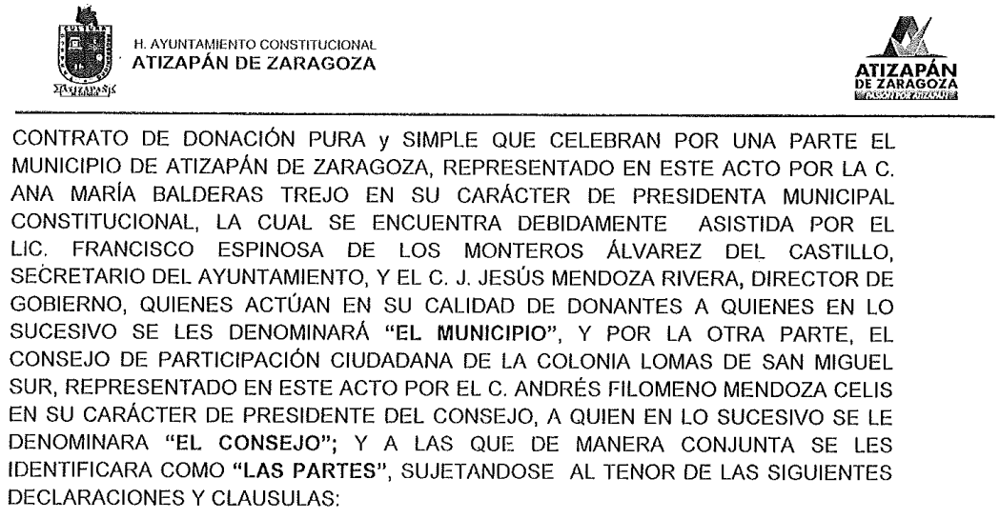 CULTURA
H. AYUNTAMIENTO CONSTITUCIONAL
ATIZAPÁN DE ZARAGOZA
ATIZAPÁN
DE ZARAGOZA
CONTRATO DE DONACIÓN PURA y SIMPLE QUE CELEBRAN POR UNA PARTE EL
MUNICIPIO DE ATIZAPÁN DE ZARAGOZA, REPRESENTADO EN ESTE ACTO POR LA C.
ANA MARÍA BALDERAS TREJO EN SU CARÁCTER DE PRESIDENTA MUNICIPAL
CONSTITUCIONAL, LA CUAL SE ENCUENTRA DEBIDAMENTE ASISTIDA POR EL
LIC. FRANCISCO ESPINOSA DE LOS MONTEROS ÁLVAREZ DEL CASTILLO,
SECRETARIO DEL AYUNTAMIENTO, Y EL C. J. JESÚS MENDOZA RIVERA, DIRECTOR DE
GOBIERNO, QUIENES ACTÚAN EN SU CALIDAD DE DONANTES A QUIENES EN LO
SUCESIVO SE LES DENOMINARÁ “EL MUNICIPIO”, Y POR LA OTRA PARTE, EL
CONSEJO DE PARTICIPACIÓN CIUDADANA DE LA COLONIA LOMAS DE SAN MIGUEL
SUR, REPRESENTADO EN ESTE ACTO POR EL C. ANDRÉS FILOMENO MENDOZA CELIS
EN SU CARÁCTER DE PRESIDENTE DEL CONSEJO, A QUIEN EN LO SUCESIVO SE LE
DENOMINARA “EL CONSEJO”; Y A LAS QUE DE MANERA CONJUNTA SE LES
IDENTIFICARA COMO “LAS PARTES”, SUJETANDOSE AL TENOR DE LAS SIGUIENTES
DECLARACIONES Y CLAUSULAS: